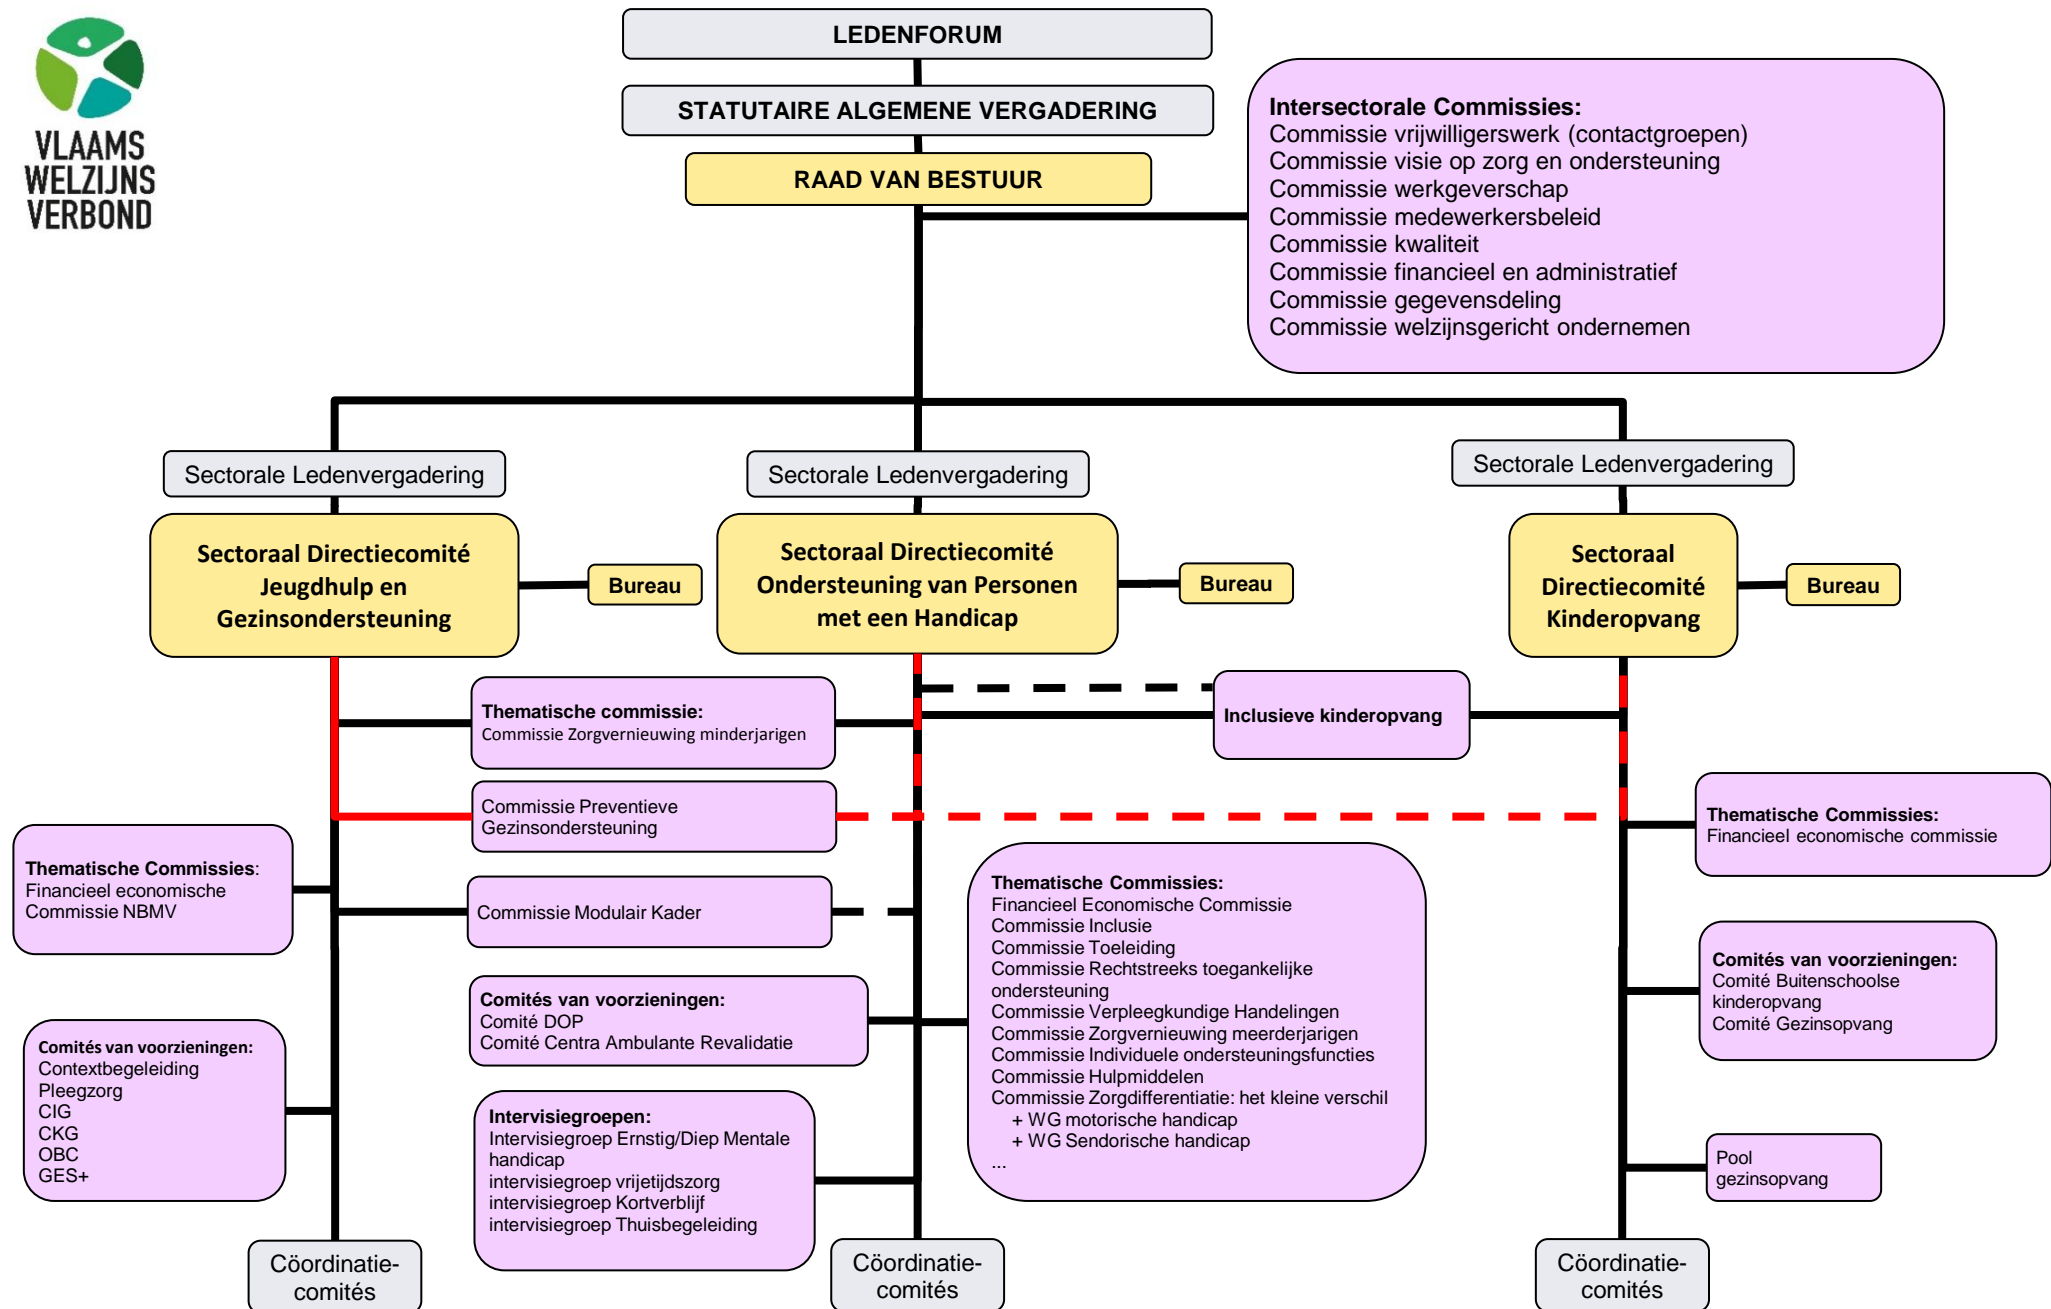 VLAAMS
WELZIJNS
VERBOND
LEDENFORUM
STATUTAIRE ALGEMENE VERGADERING
RAAD VAN BESTUUR
Intersectorale Commissies:
Commissie vrijwilligerswerk (contactgroepen)
Commissie visie op zorg en ondersteuning
Commissie werkgeverschap
Commissie medewerkersbeleid
Commissie kwaliteit
Commissie financieel en administratief
Commissie gegevensdeling
Commissie welzijnsgericht ondernemen
Sectorale Ledenvergadering
Sectorale Ledenvergadering
Sectorale Ledenvergadering
Sectoraal Directiecomité
Jeugdhulp en
Gezinsondersteuning
Bureau
Sectoraal Directiecomité
Ondersteuning van Personen
met een Handicap
Bureau
Sectoraal
Directiecomité
Kinderopvang
Bureau
Thematische commissie:
Commissie Zorgvernieuwing minderjarigen
Inclusieve kinderopvang
Commissie Preventieve
Gezinsondersteuning
Thematische Commissies:
Financieel economische commissie
Thematische Commissies:
Financieel economische
Commissie NBMV
Commissie Modulair Kader
Thematische Commissies:
Financieel Economische Commissie
Commissie Inclusie
Commissie Toeleiding
Commissie Rechtstreeks toegankelijke
ondersteuning
Commissie Verpleegkundige Handelingen
Commissie Zorgvernieuwing meerderjarigen
Commissie Individuele ondersteuningsfuncties
Commissie Hulpmiddelen
Commissie Zorgdifferentiatie: het kleine verschil
+ WG motorische handicap
+ WG Sendorische handicap
...
Comités van voorzieningen:
Comité Buitenschoolse
kinderopvang
Comité Gezinsopvang
Comités van voorzieningen:
Comité DOP
Comité Centra Ambulante Revalidatie
Comités van voorzieningen:
Contextbegeleiding
Pleegzorg
CIG
CKG
OBC
GES+
Intervisiegroepen:
Intervisiegroep Ernstig/Diep Mentale
handicap
intervisiegroep vrijetijdszorg
intervisiegroep Kortverblijf
intervisiegroep Thuisbegeleiding
Pool
gezinsopvang
Cöordinatie-
comités
Cöordinatie-
comités
Cöordinatie-
comités